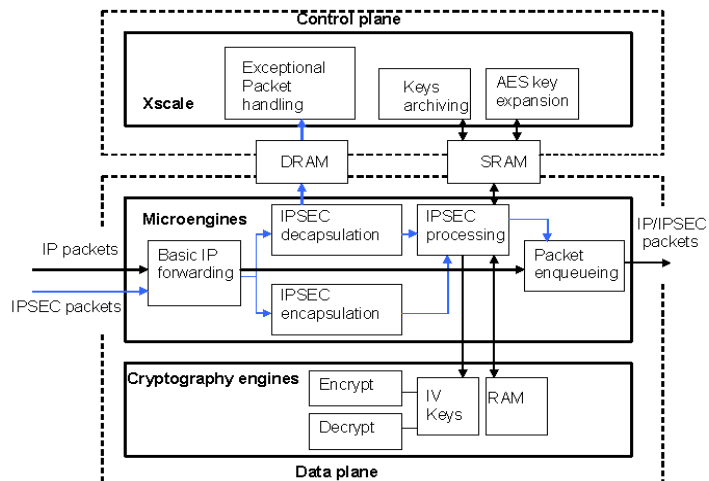 Control plane
Exceptional
Packet
handling
Keys
archiving
AES key
expansion
Xscale
DRAM
SRAM
Microengines
IPSEC
decapsulation
IPSEC
processing
IP/IPSEC
packets
IP packets
Basic IP
forwarding
Packet
enqueueing
IPSEC packets
IPSEC
encapsulation
Cryptography engines
Encrypt
IV
Keys
RAM
Decrypt
Data plane